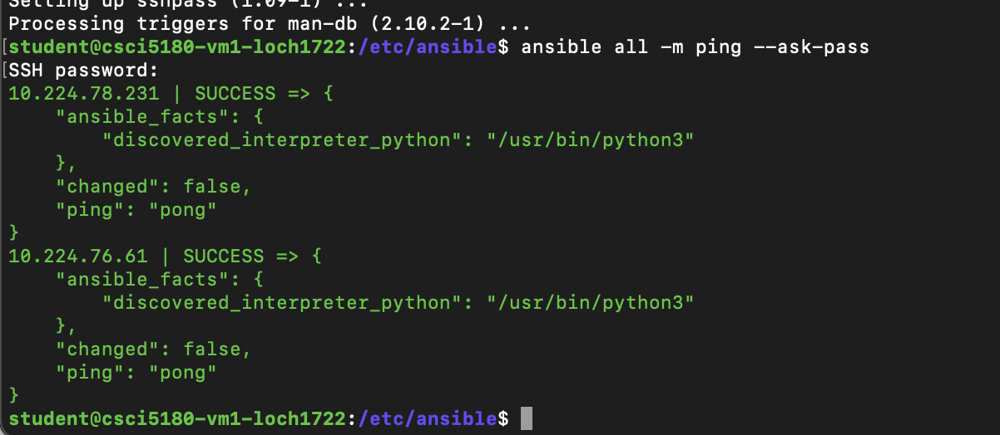 Setting up sshpass (1.09-1) ...
Processing triggers for man-db (2.10.2-1) ...
[student@csci5180-vm1-loch1722:/etc/ansible$ ansible all -m ping --ask-pass
[SSH password:
10.224.78.231 | SUCCESS => {
    "ansible_facts": {
        "discovered_interpreter_python": "/usr/bin/python3"
    },
    "changed": false,
    "ping": "pong"
}
10.224.76.61 | SUCCESS => {
    "ansible_facts": {
        "discovered_interpreter_python": "/usr/bin/python3"
    },
    "changed": false,
    "ping": "pong"
}
student@csci5180-vm1-loch1722:/etc/ansible$